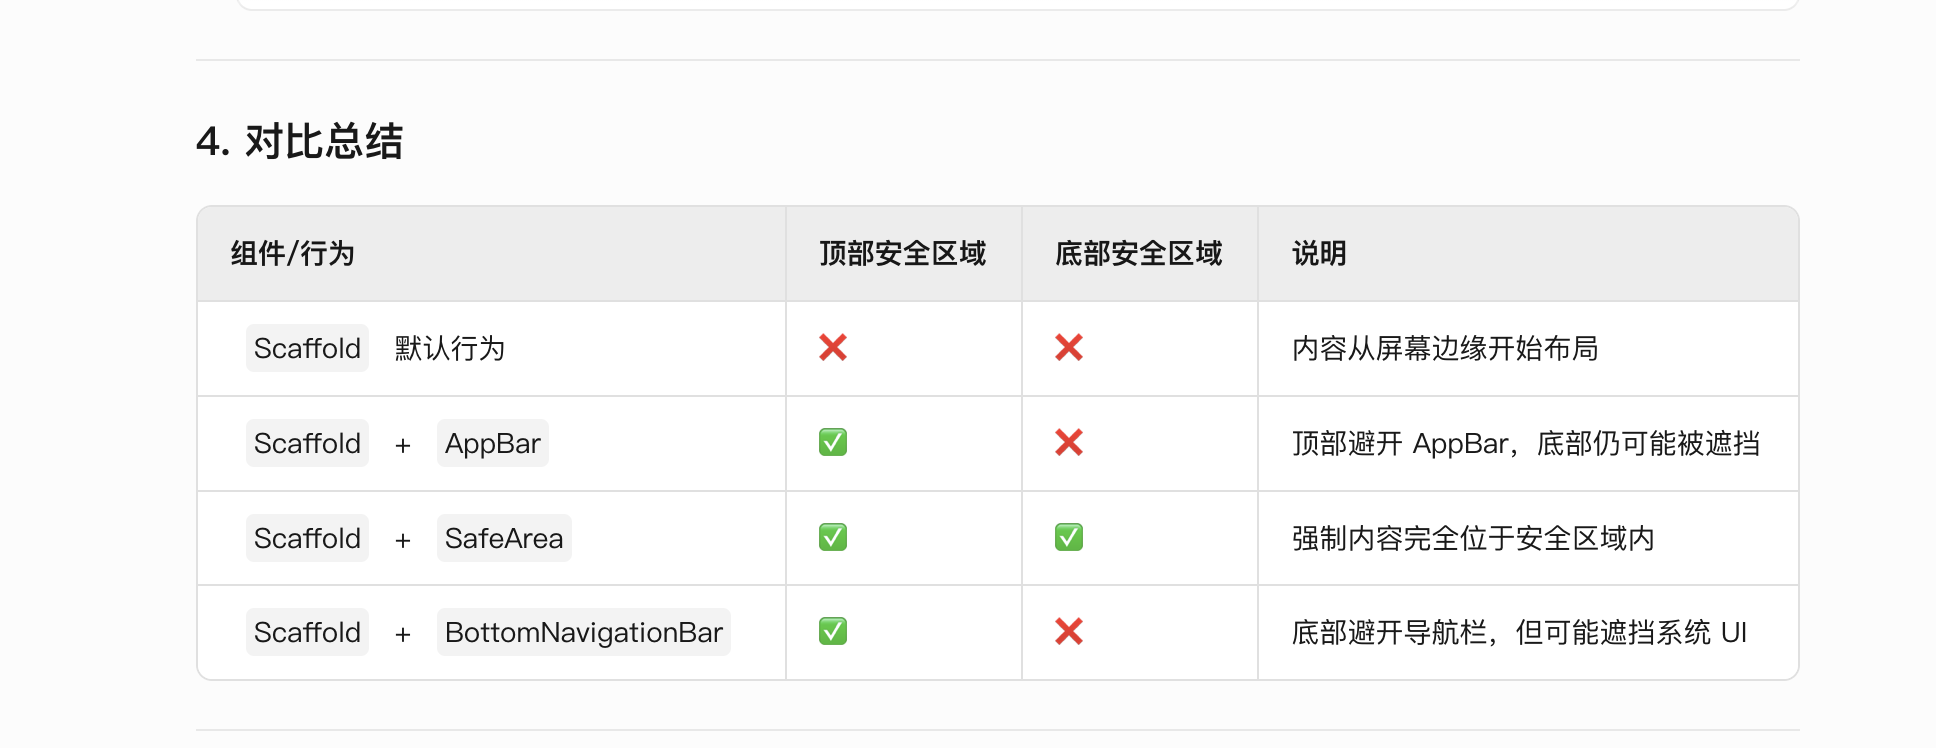 4. 对比总结
组件/行为 顶部安全区域 底部安全区域 说明
Scaffold 默认行为 ❌ ❌ 内容从屏幕边缘开始布局
Scaffold + AppBar ✅ ❌ 顶部避开 AppBar，底部仍可能被遮挡
Scaffold + SafeArea ✅ ✅ 强制内容完全位于安全区域内
Scaffold + BottomNavigationBar ✅ ❌ 底部避开导航栏，但可能遮挡系统 UI